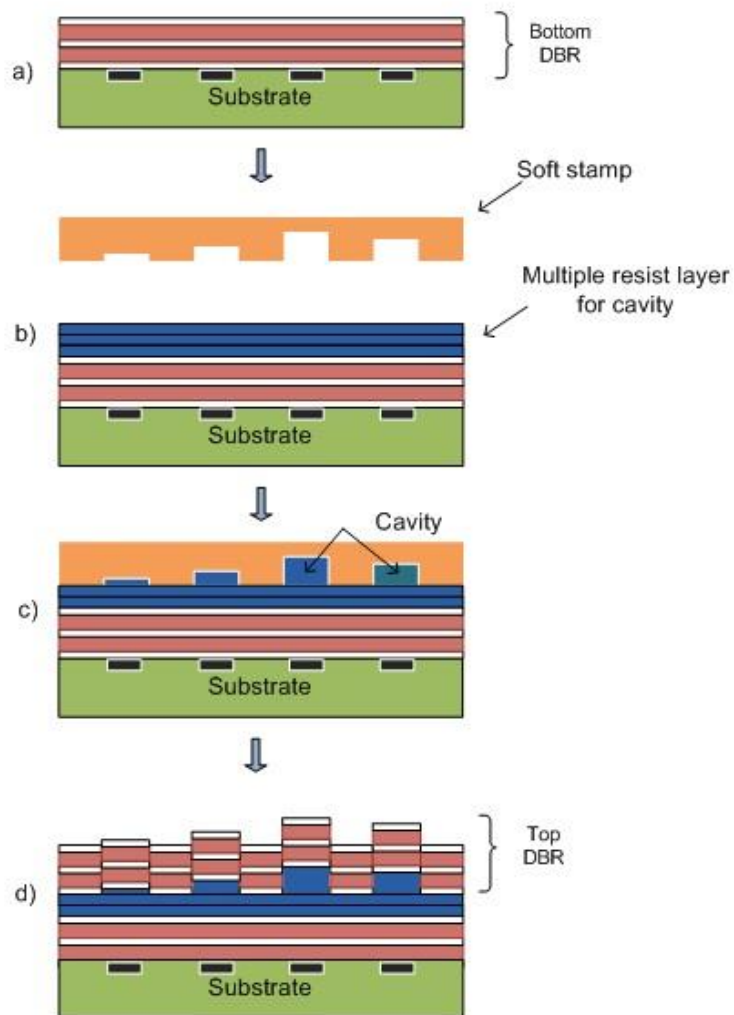 Bottom
DBR
a)
Substrate
Soft stamp
Multiple resist layer
for cavity
b)
Substrate
Cavity
c)
Substrate
Top
DBR
d)
Substrate